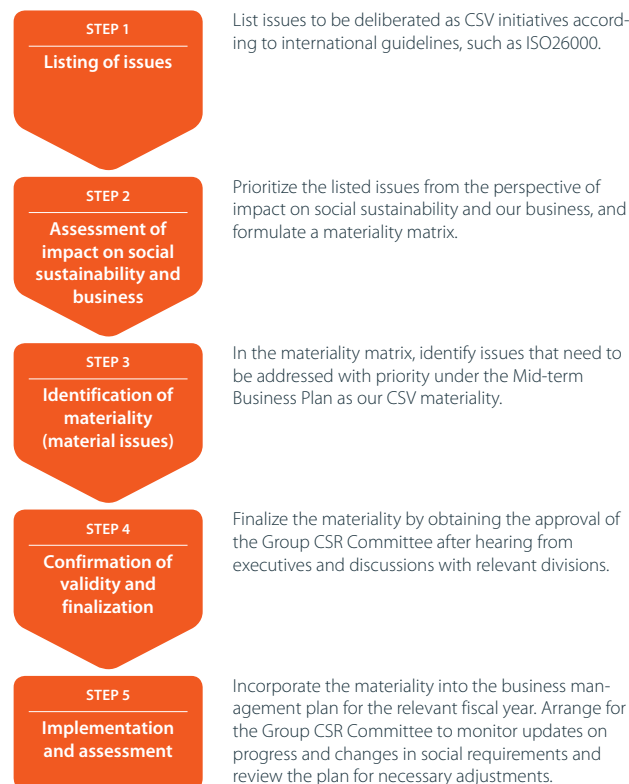 STEP 1
Listing of issues
List issues to be deliberated as CSV initiatives accord-
ing to international guidelines, such as ISO26000.
STEP 2
Assessment of
impact on social
sustainability and
business
Prioritize the listed issues from the perspective of
impact on social sustainability and our business, and
formulate a materiality matrix.
STEP 3
Identification of
materiality
(material issues)
In the materiality matrix, identify issues that need to
be addressed with priority under the Mid-term
Business Plan as our CSV materiality.
STEP 4
Confirmation of
validity and
finalization
Finalize the materiality by obtaining the approval of
the Group CSR Committee after hearing from
executives and discussions with relevant divisions.
STEP 5
Implementation
and assessment
Incorporate the materiality into the business man-
agement plan for the relevant fiscal year. Arrange for
the Group CSR Committee to monitor updates on
progress and changes in social requirements and
review the plan for necessary adjustments.